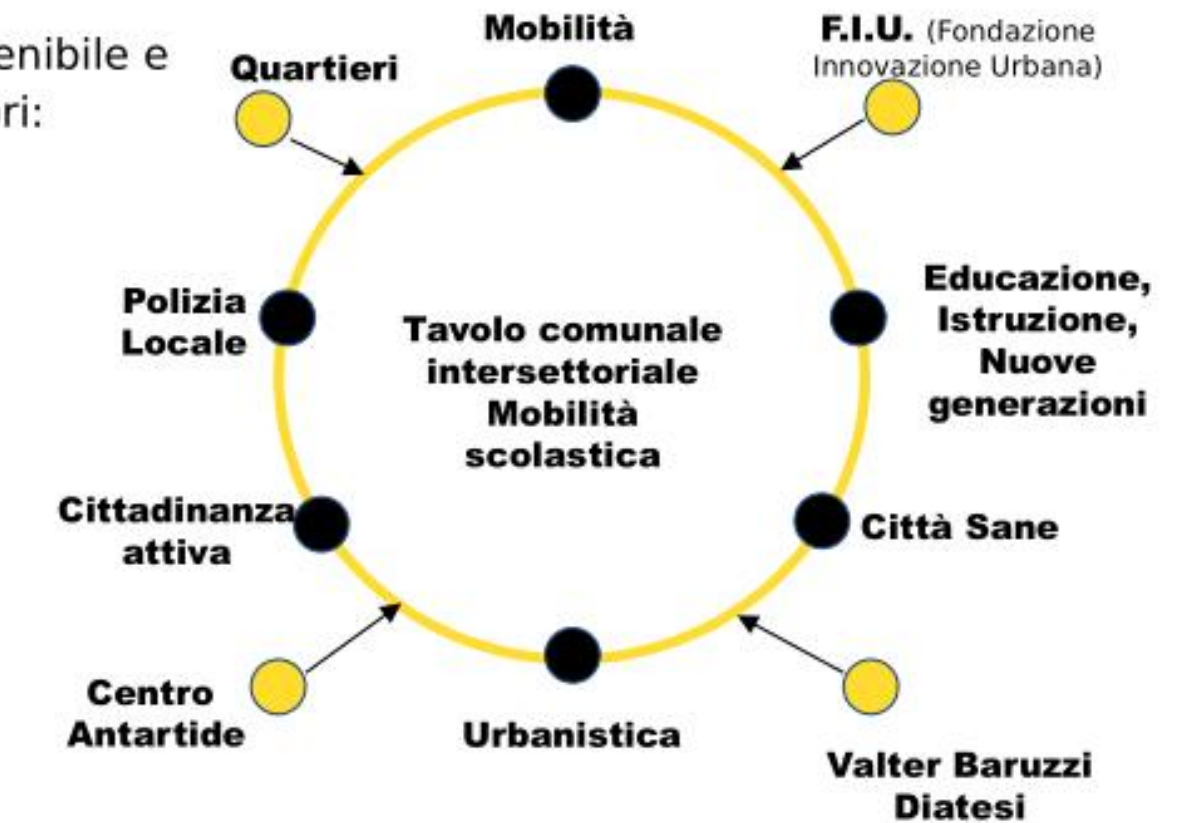 enibile e
ri:
Mobilità
F.I.U. (Fondazione
Innovazione Urbana)
Quartieri
Educazione,
Istruzione,
Nuove
generazioni
Polizia
Locale
Tavolo comunale
intersettoriale
Mobilità
scolastica
Cittadinanza
attiva
Città Sane
Centro
Antartide
Urbanistica
Valter Baruzzi
Diatesi